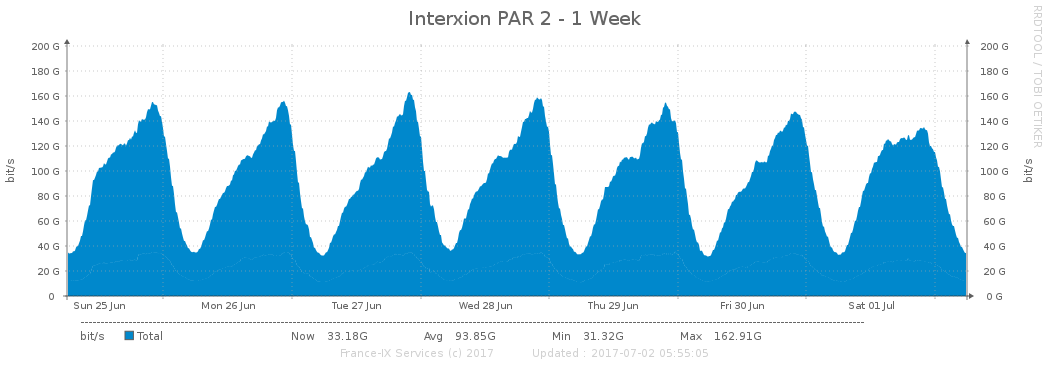 Interxion PAR 2 - 1 Week
RRDTOOL / TOBI OETIKER
200 G 200 G
180 G 180 G
160 G 160 G
140 G 140 G
120 G 120 G
100 G 100 G
80 G 80 G
60 G 60 G
40 G 40 G
20 G 20 G
0 0 G
bit/s bit/s
Sun 25 Jun Mon 26 Jun Tue 27 Jun Wed 28 Jun Thu 29 Jun Fri 30 Jun Sat 01 Jul
bit/s Total Now 33.18G Avg 93.85G Min 31.32G Max 162.91G
France-IX Services (c) 2017 Updated : 2017-07-02 05:55:05